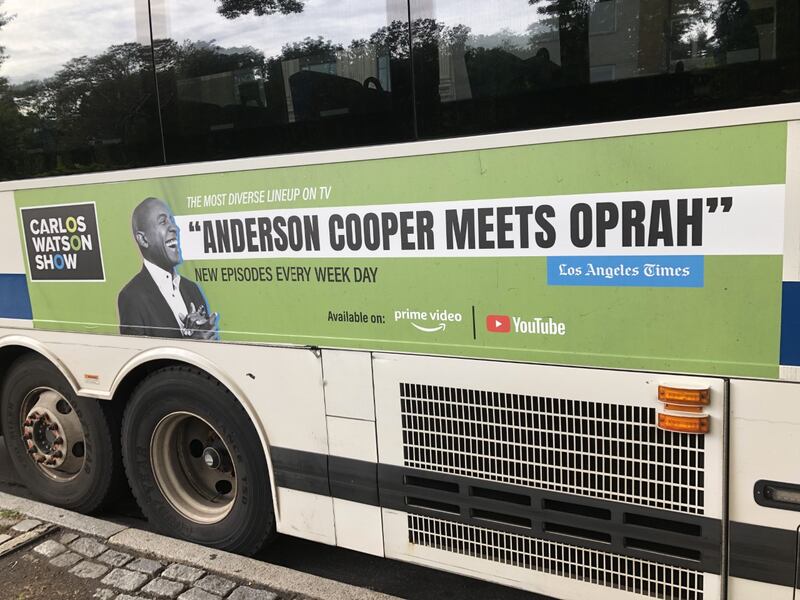 CARLOS
WATSON
SHOW
THE MOST DIVERSE LINEUP ON TV
“ANDERSON COOPER MEETS OPRAH”
Los Angeles Times
NEW EPISODES EVERY WEEK DAY
Available on: prime video YouTube